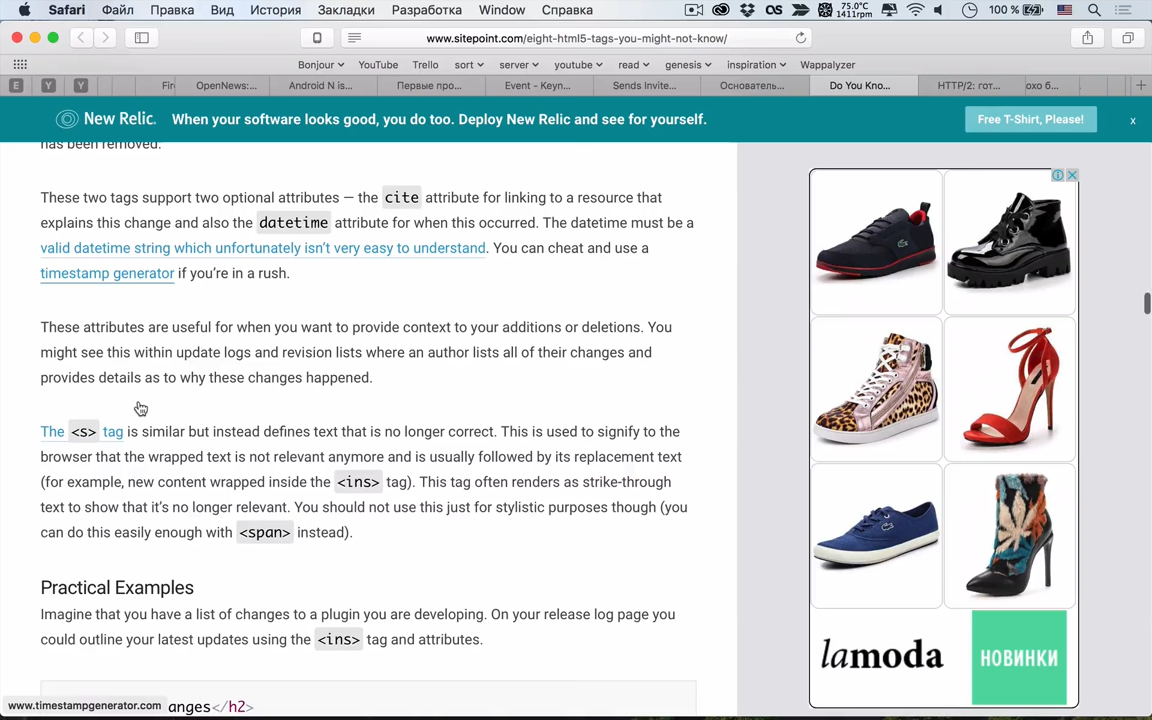 Safari Файл Правка Вид История Закладки Разработка Window Справка 75.0°C 1411rpm 100 %
www.sitepoint.com/eight-html5-tags-you-might-not-know/
Bonjour YouTube Trello sort server youtube read genesis inspiration Wappalyzer
E Y Y Fir OpenNews:... Android N is... Первые про... Event - Keyn... Sends Invite... Основатель... Do You Kno... HTTP/2: гот... охо б...
New Relic. When your software looks good, you do too. Deploy New Relic and see for yourself. Free T-Shirt, Please! x
has been removed.
These two tags support two optional attributes — the cite attribute for linking to a resource that
explains this change and also the datetime attribute for when this occurred. The datetime must be a
valid datetime string which unfortunately isn’t very easy to understand. You can cheat and use a
timestamp generator if you’re in a rush.
These attributes are useful for when you want to provide context to your additions or deletions. You
might see this within update logs and revision lists where an author lists all of their changes and
provides details as to why these changes happened.
The <s> tag is similar but instead defines text that is no longer correct. This is used to signify to the
browser that the wrapped text is not relevant anymore and is usually followed by its replacement text
(for example, new content wrapped inside the <ins> tag). This tag often renders as strike-through
text to show that it’s no longer relevant. You should not use this just for stylistic purposes though (you
can do this easily enough with <span> instead).
Practical Examples
Imagine that you have a list of changes to a plugin you are developing. On your release log page you
could outline your latest updates using the <ins> tag and attributes.
anges</h2>
www.timestampgenerator.com
lamoda НОВИНКИ